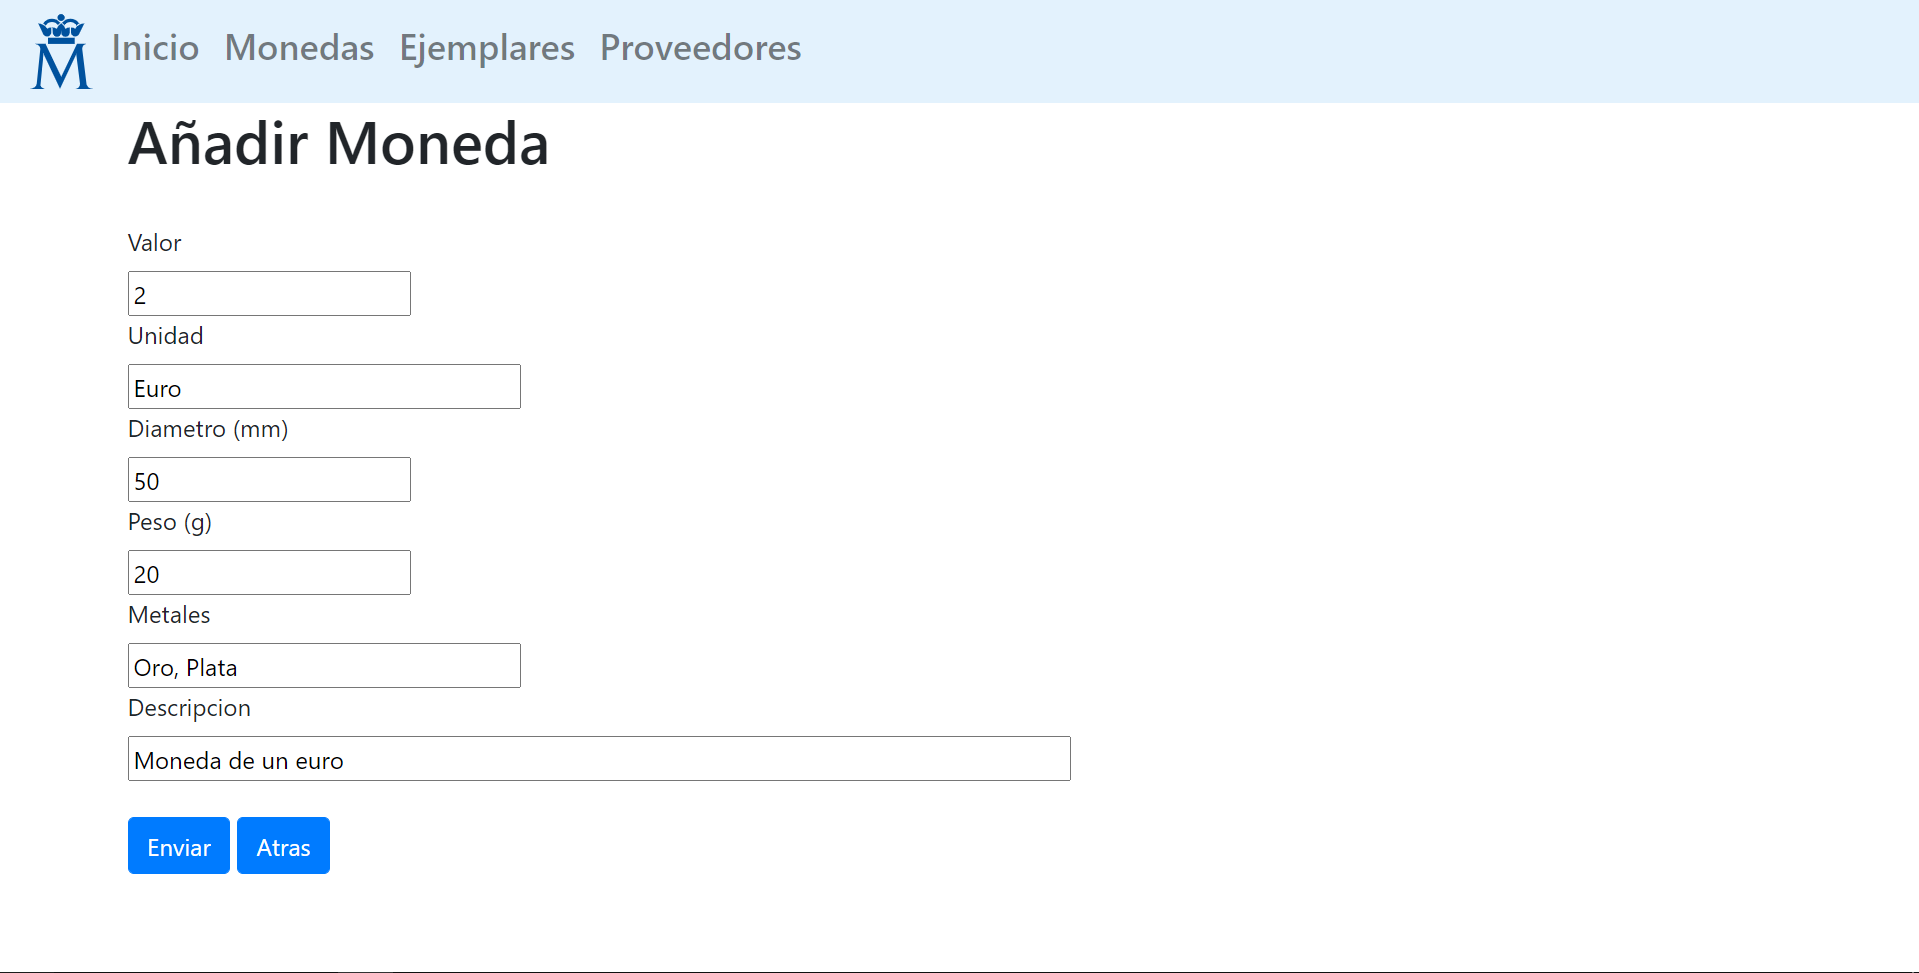 M Inicio Monedas Ejemplares Proveedores
Añadir Moneda
Valor
2
Unidad
Euro
Diametro (mm)
50
Peso (g)
20
Metales
Oro, Plata
Descripcion
Moneda de un euro
Enviar Atras